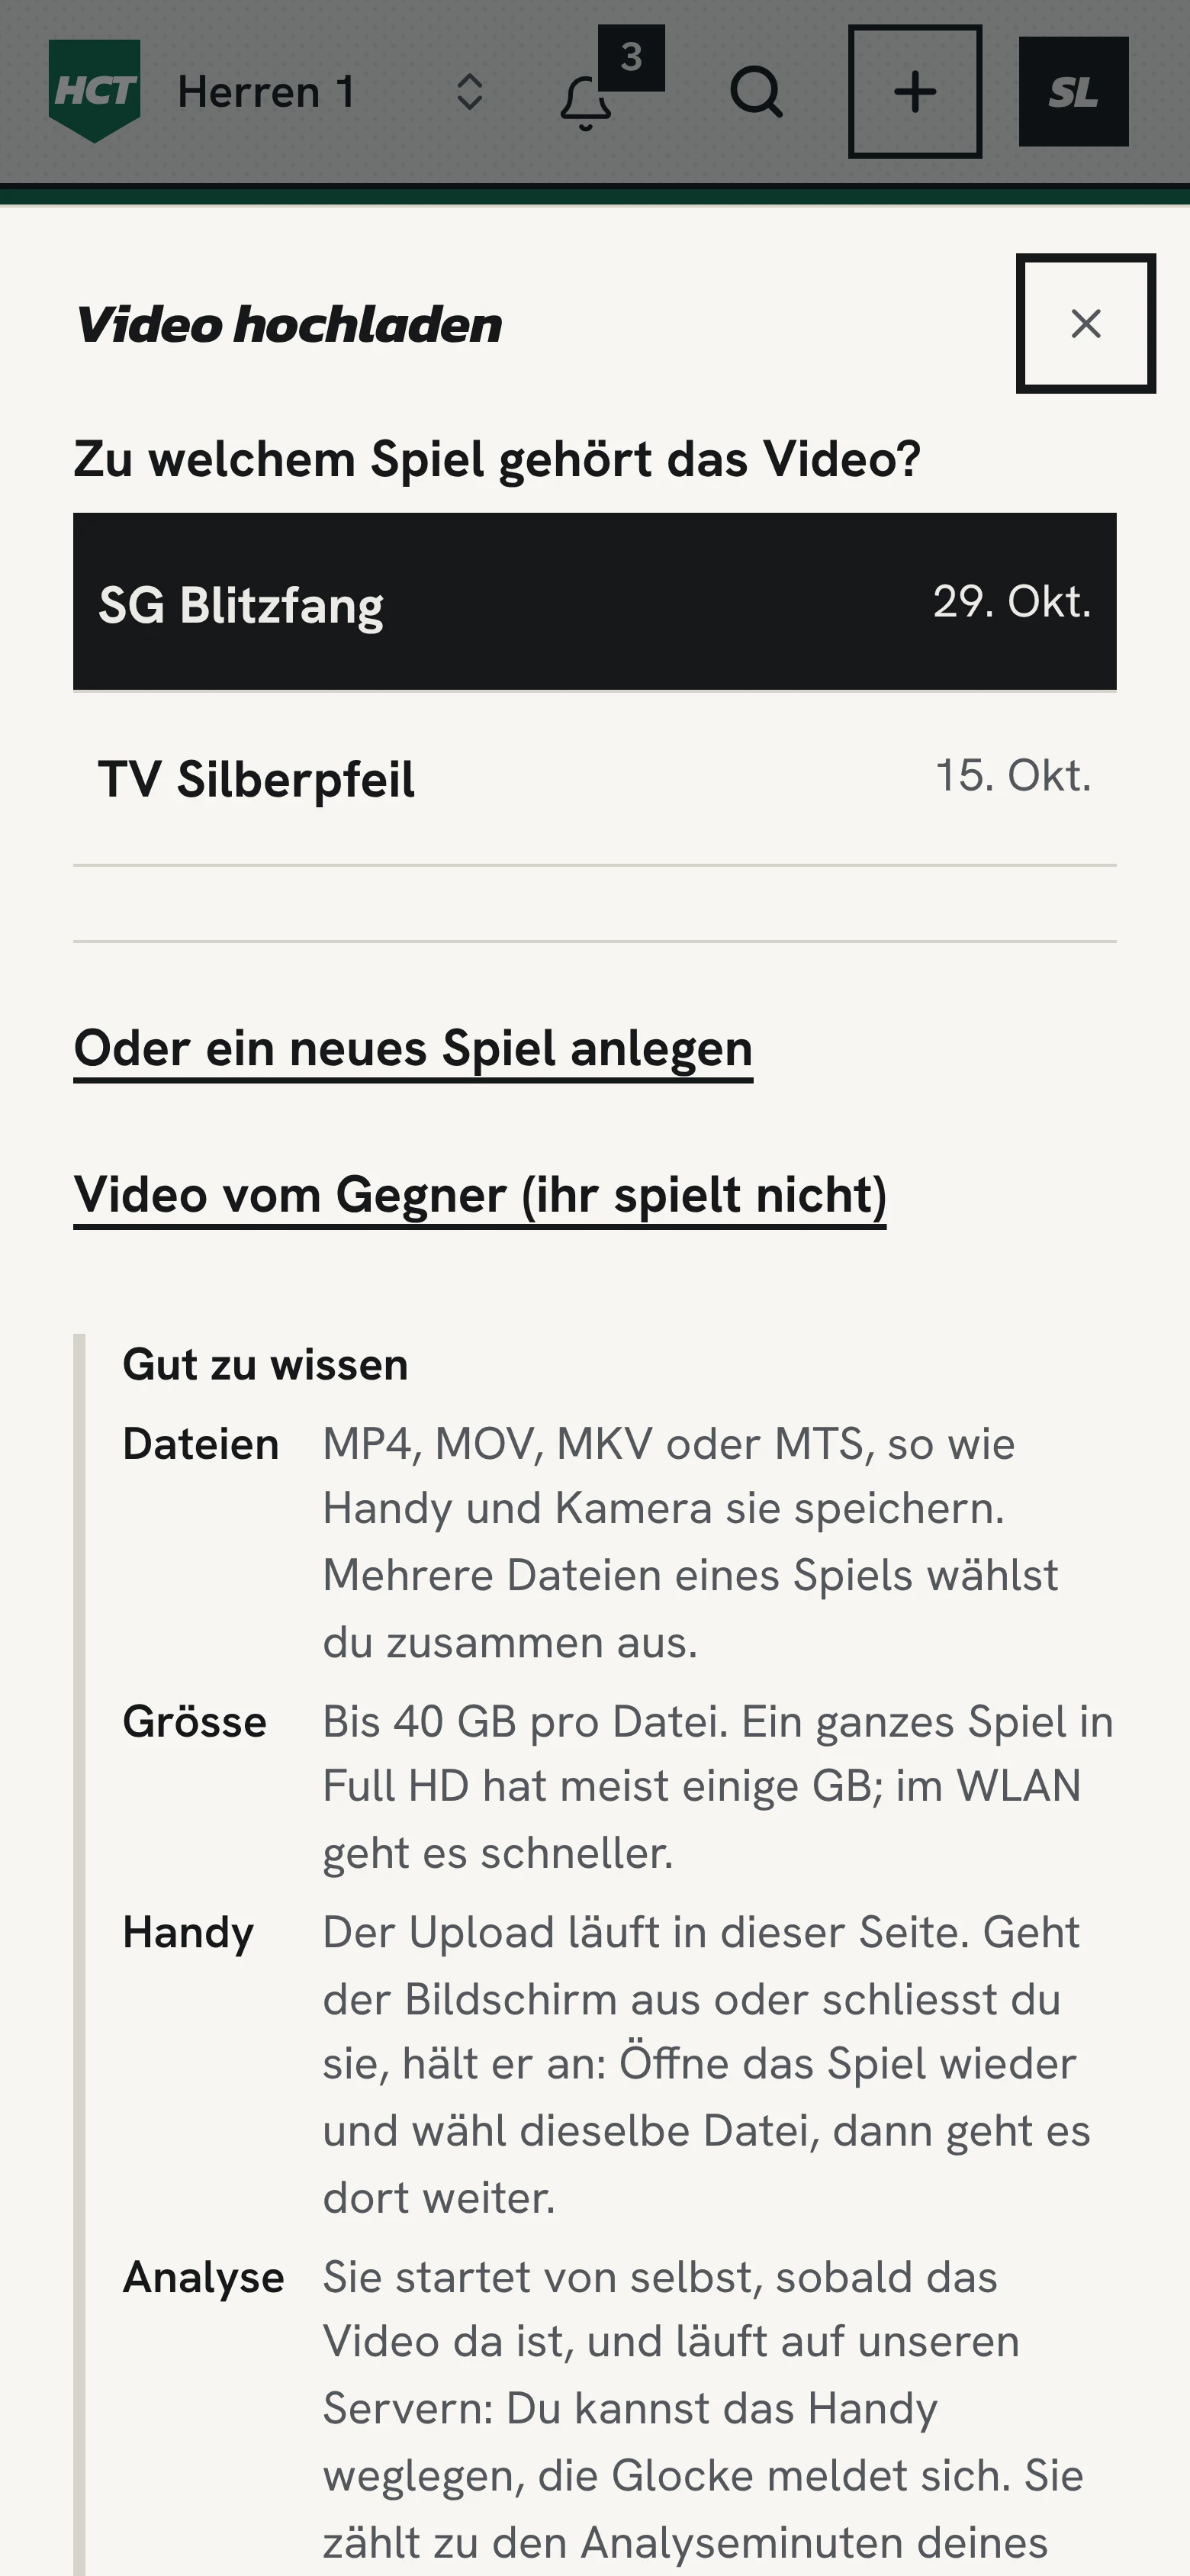 HCT Herren 1 3 SL
Video hochladen
Zu welchem Spiel gehört das Video?
SG Blitzfang 29. Okt.
TV Silberpfeil 15. Okt.
Oder ein neues Spiel anlegen
Video vom Gegner (ihr spielt nicht)
Gut zu wissen
Dateien MP4, MOV, MKV oder MTS, so wie
Handy und Kamera sie speichern.
Mehrere Dateien eines Spiels wählst
du zusammen aus.
Grösse Bis 40 GB pro Datei. Ein ganzes Spiel in
Full HD hat meist einige GB; im WLAN
geht es schneller.
Handy Der Upload läuft in dieser Seite. Geht
der Bildschirm aus oder schliesst du
sie, hält er an: Öffne das Spiel wieder
und wähl dieselbe Datei, dann geht es
dort weiter.
Analyse Sie startet von selbst, sobald das
Video da ist, und läuft auf unseren
Servern: Du kannst das Handy
weglegen, die Glocke meldet sich. Sie
zählt zu den Analyseminuten deines